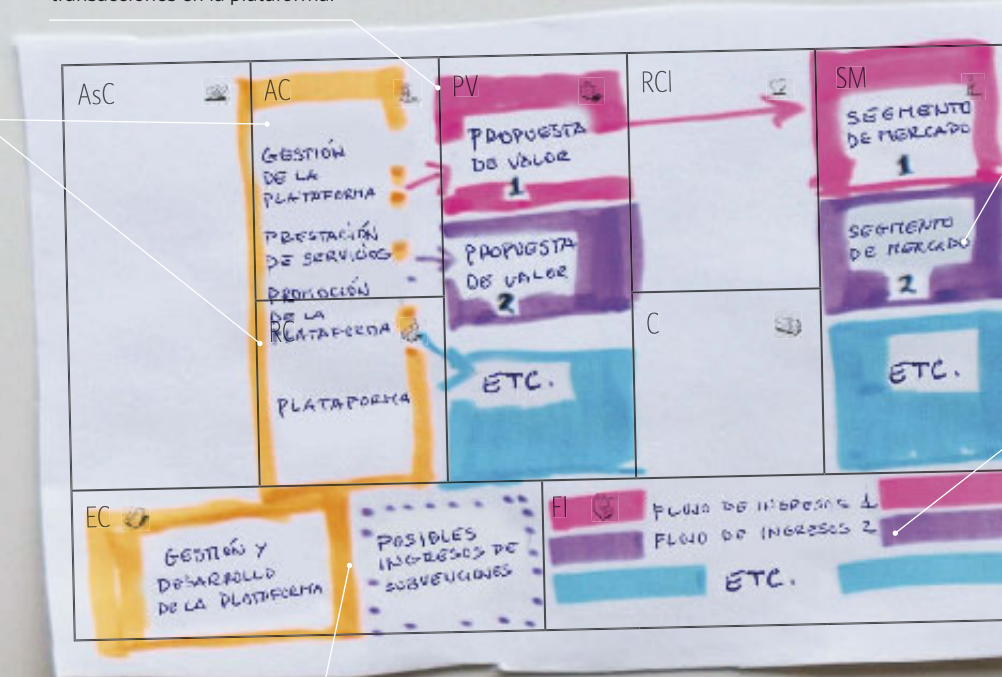 transacciones en la plataforma.
AsC
AC
GESTIÓN
DE LA
PLATAFORMA
PRESTACIÓN
DE SERVICIOS
PROMOCIÓN
DE LA
PLATAFORMA
RC
PLATAFORMA
PV
PROPUESTA
DE VALOR
1
PROPUESTA
DE VALOR
2
ETC.
RCl
C
SM
SEGMENTO
DE MERCADO
1
SEGMENTO
DE MERCADO
2
ETC.
EC
GESTIÓN Y
DESARROLLO
DE LA PLATAFORMA
POSIBLES
INGRESOS DE
SUBVENCIONES
FI
FLUJO DE INGRESOS 1
FLUJO DE INGRESOS 2
ETC.